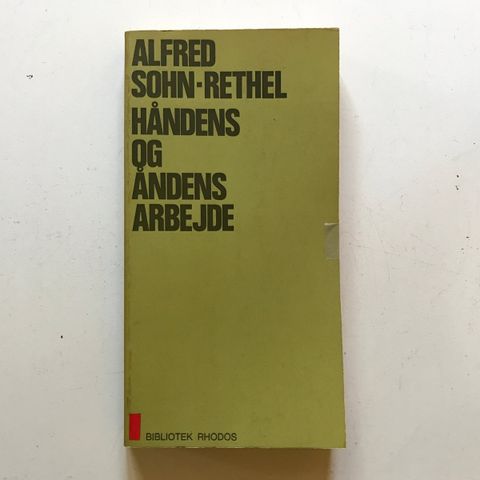 ALFRED
SOHN-RETHEL
HÅNDENS
OG
ÅNDENS
ARBEJDE
BIBLIOTEK RHODOS